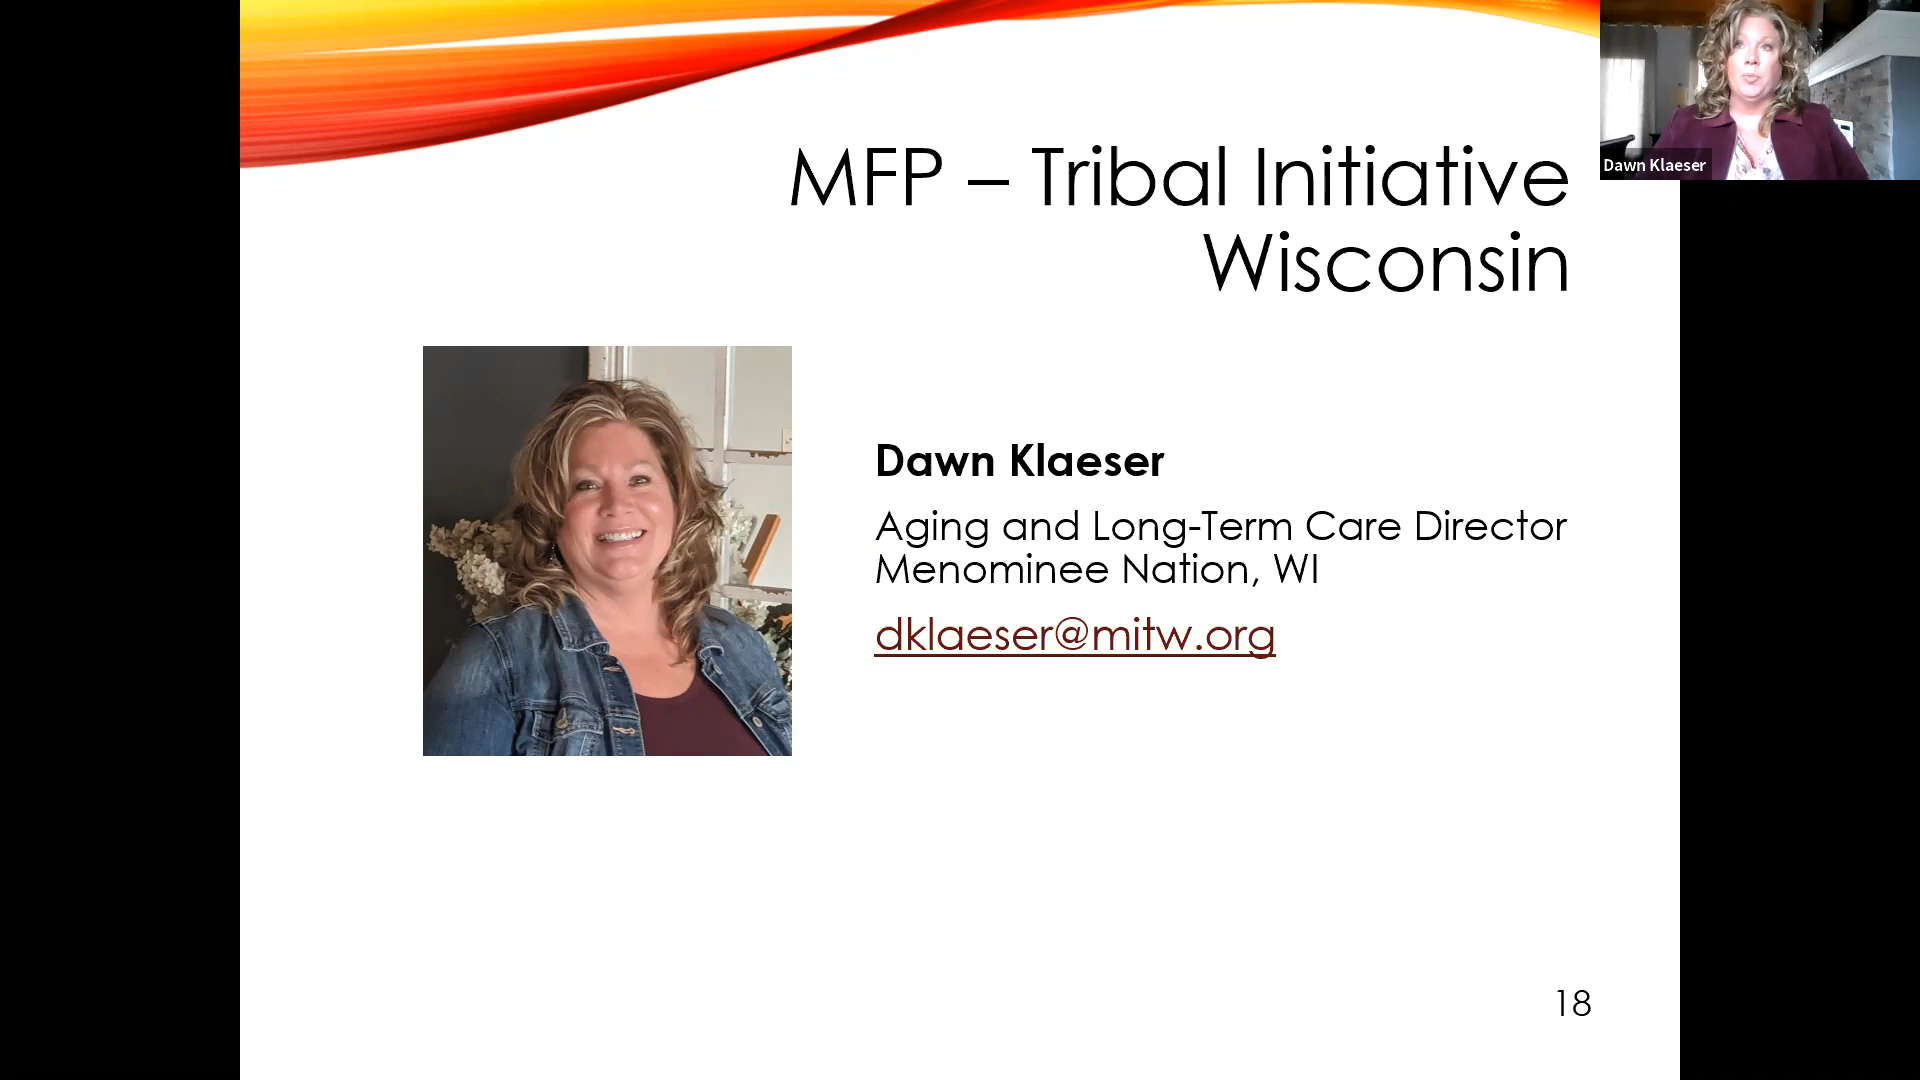 MFP – Tribal Initiative
Wisconsin
Dawn Klaeser
Dawn Klaeser
Aging and Long-Term Care Director
Menominee Nation, WI
dklaeser@mitw.org
18